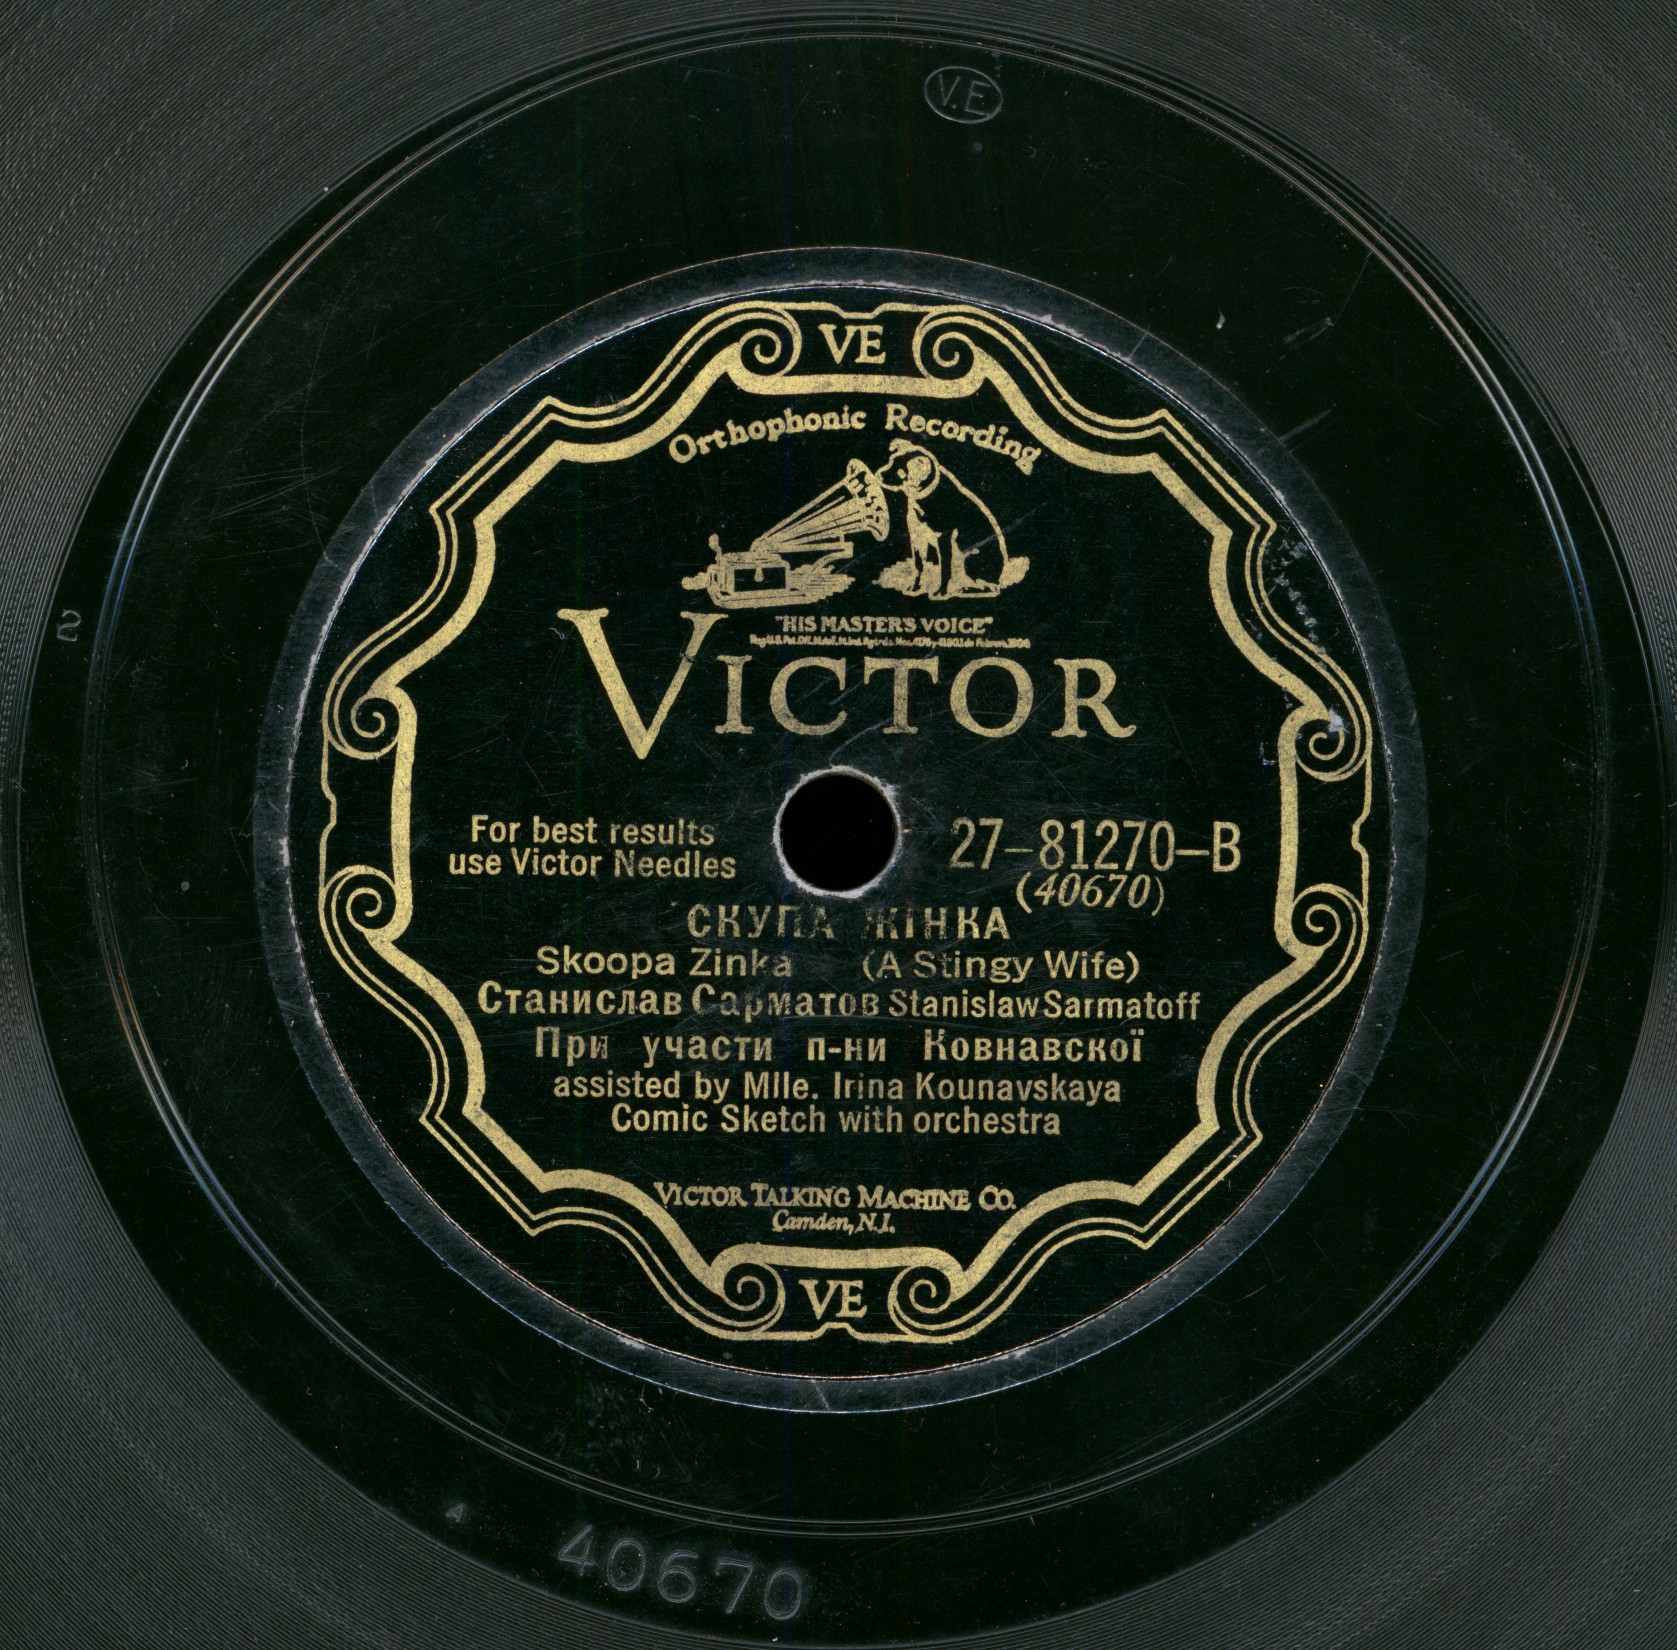 V.E
VE
Orthophonic Recording
"HIS MASTER'S VOICE"
VICTOR
For best results
use Victor Needles
27-81270-B
(40670)
СКУПА ЖІНКА
Skoopa Zinka (A Stingy Wife)
Станислав Сарматов Stanislaw Sarmatoff
При участи п-ни Ковнавскої
assisted by Mlle. Irina Kounavskaya
Comic Sketch with orchestra
VICTOR TALKING MACHINE CO.
Camden, N.J.
VE
2
A
40670